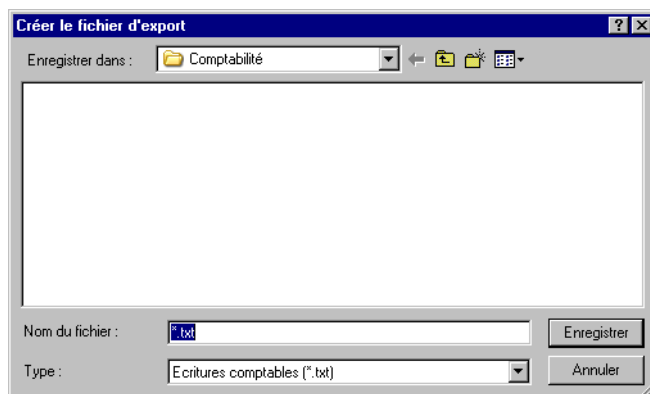 Créer le fichier d'export
Enregistrer dans : Comptabilité
Nom du fichier : *.txt Enregistrer
Type : Ecritures comptables (*.txt) Annuler